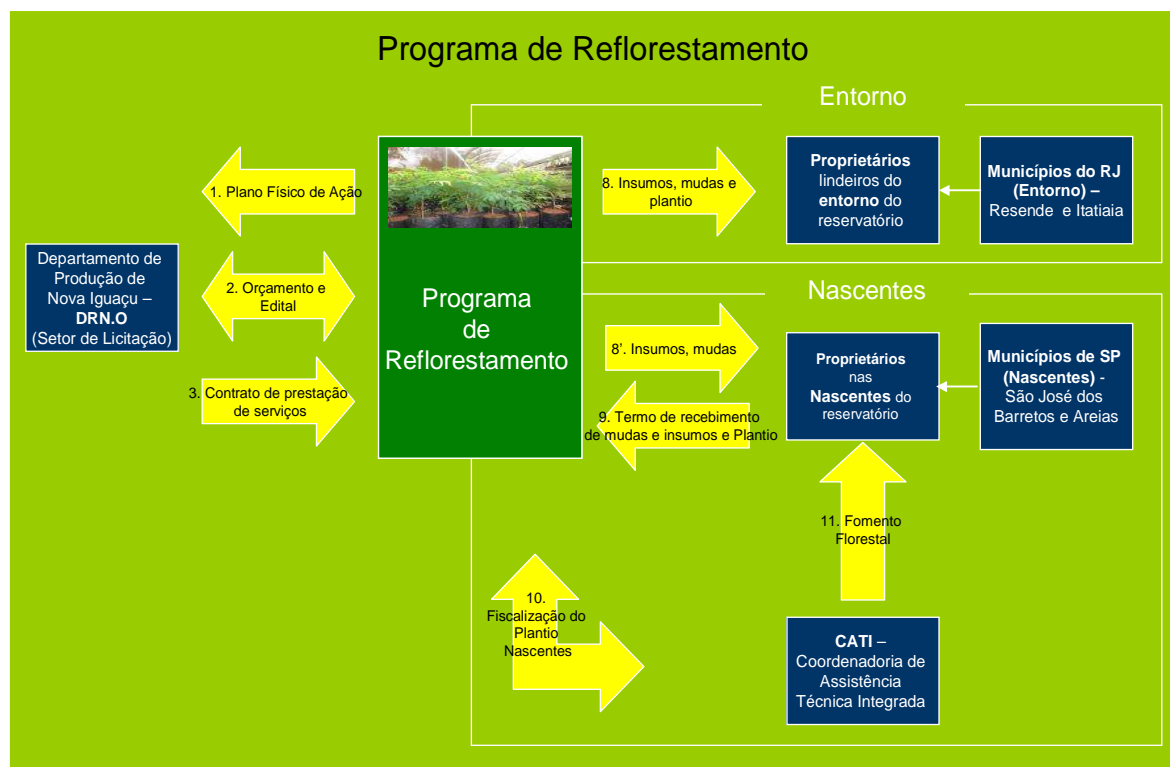 Programa de Reflorestamento
Entorno
1. Plano Físico de Ação
8. Insumos, mudas e
plantio
Proprietários
lindeiros do
entorno do
reservatório
Municípios do RJ
(Entorno) –
Resende e Itatiaia
Departamento de
Produção de
Nova Iguaçu –
DRN.O
(Setor de Licitação)
2. Orçamento e
Edital
3. Contrato de prestação
de serviços
Programa
de
Reflorestamento
Nascentes
8'. Insumos, mudas
9. Termo de recebimento
de mudas e insumos e Plantio
Proprietários
nas
Nascentes do
reservatório
Municípios de SP
(Nascentes) -
São José dos
Barretos e Areias
11. Fomento
Florestal
10.
Fiscalização do
Plantio
Nascentes
CATI –
Coordenadoria de
Assistência
Técnica Integrada